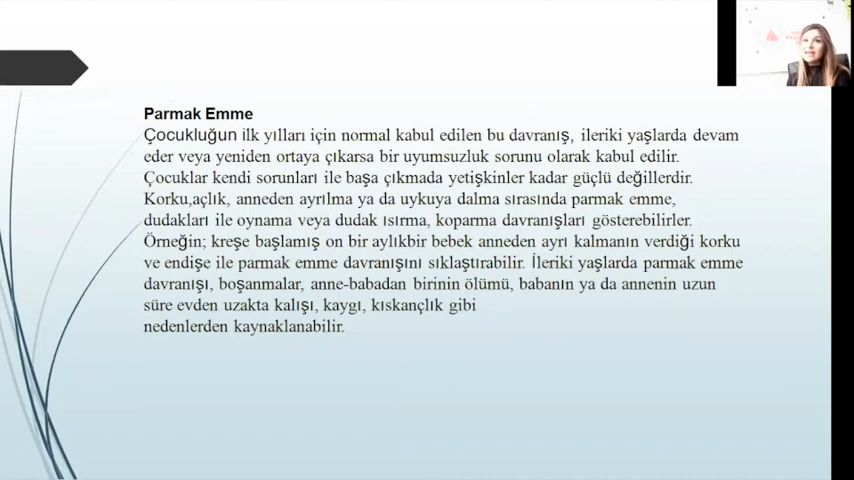 Parmak Emme
Çocukluğun ilk yılları için normal kabul edilen bu davranış, ileriki yaşlarda devam
eder veya yeniden ortaya çıkarsa bir uyumsuzluk sorunu olarak kabul edilir.
Çocuklar kendi sorunları ile başa çıkmada yetişkinler kadar güçlü değillerdir.
Korku,açlık, anneden ayrılma ya da uykuya dalma sırasında parmak emme,
dudakları ile oynama veya dudak ısırma, koparma davranışları gösterebilirler.
Örneğin; kreşe başlamış on bir aylıkbir bebek anneden ayrı kalmanın verdiği korku
ve endişe ile parmak emme davranışını sıklaştırabilir. İleriki yaşlarda parmak emme
davranışı, boşanmalar, anne-babadan birinin ölümü, babanın ya da annenin uzun
süre evden uzakta kalışı, kaygı, kıskançlık gibi
nedenlerden kaynaklanabilir.